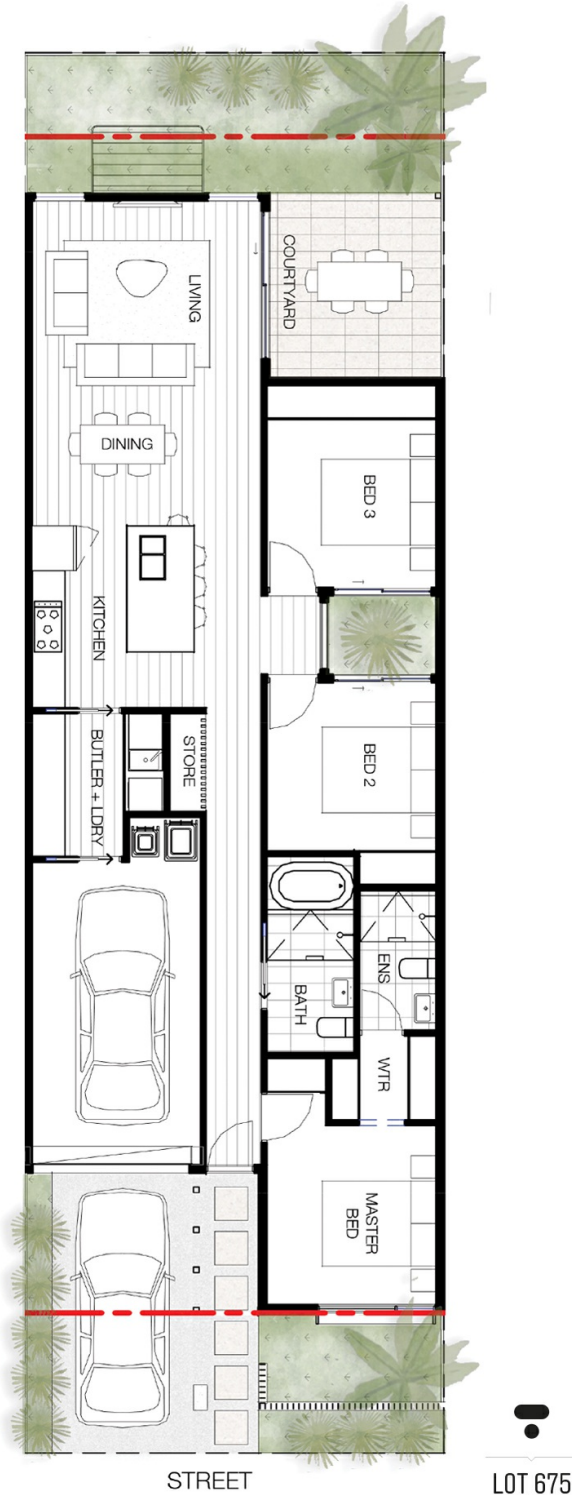 COURTYARD
LIVING
DINING
BED 3
KITCHEN
BUTLER + LDRY
STORE
BED 2
ENS
BATH
WTR
MASTER
BED
STREET
LOT 675